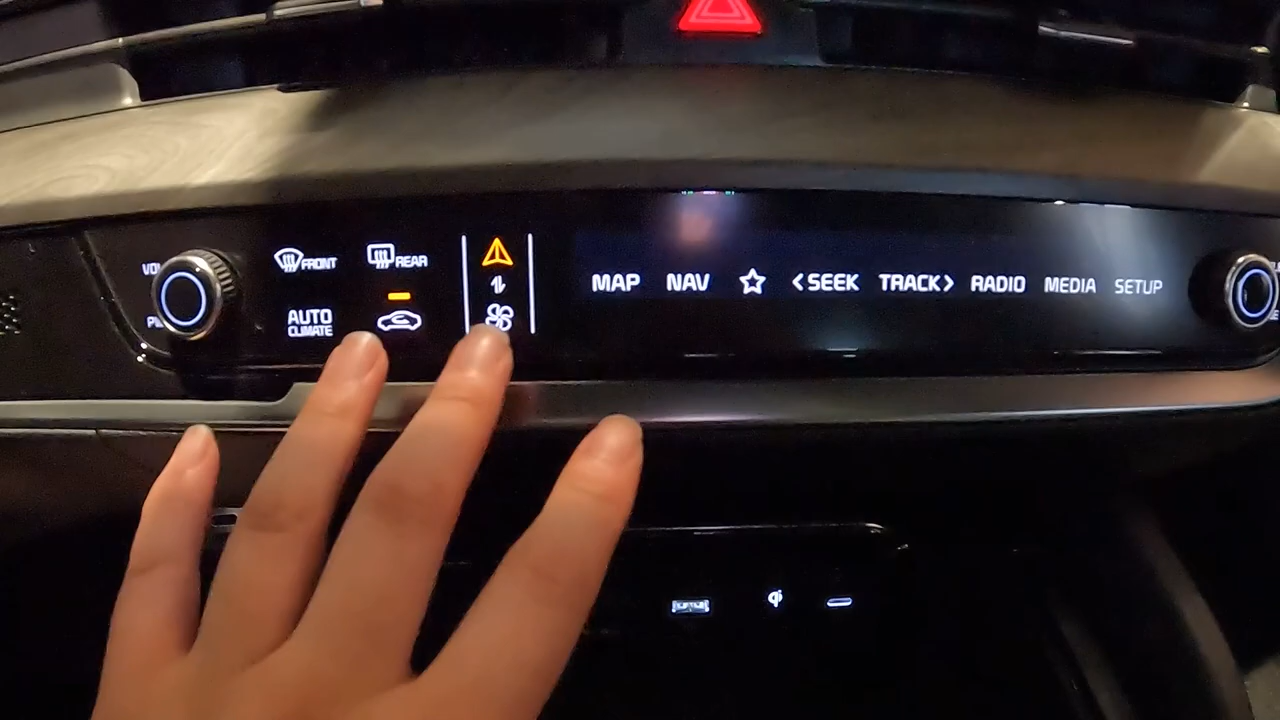 FRONT
REAR
AUTO
CLIMATE
MAP NAV <SEEK TRACK> RADIO MEDIA SETUP